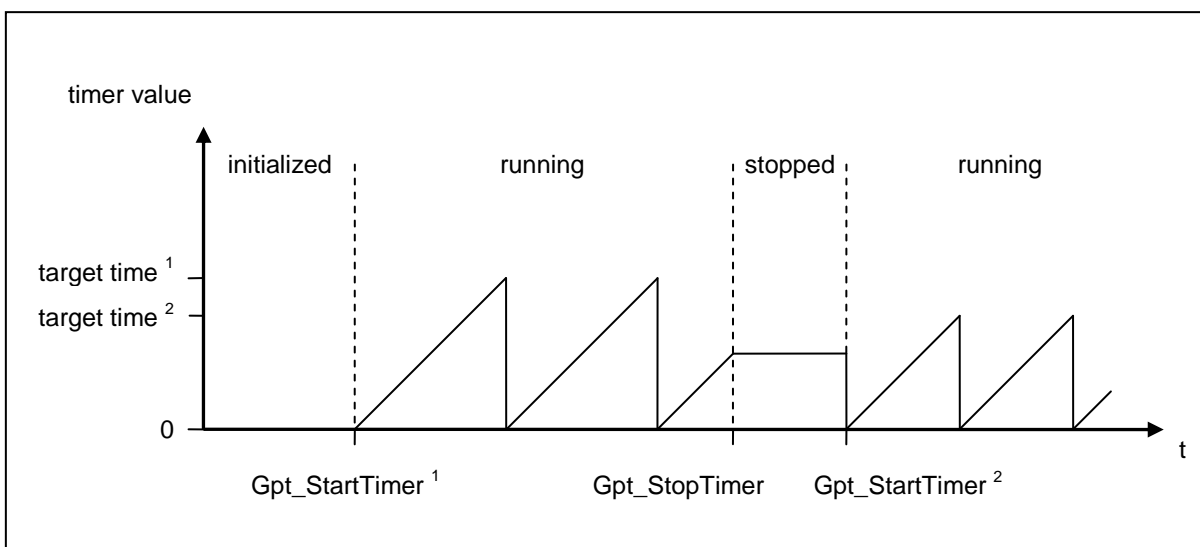 timer value
initialized running stopped running
target time 1
target time 2
0
t
Gpt_StartTimer 1 Gpt_StopTimer Gpt_StartTimer 2